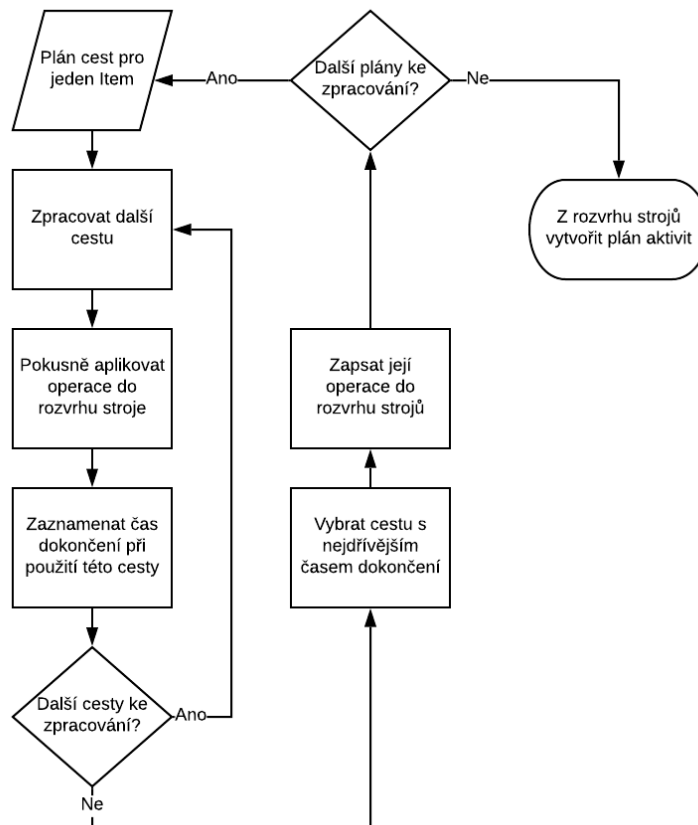 Plán cest pro
jeden Item
Zpracovat další
cestu
Pokusně aplikovat
operace do
rozvrhu stroje
Zaznamenat čas
dokončení při
použití této cesty
Další cesty ke
zpracování?
Ano
Ne
Vybrat cestu s
nejdřívějším
časem dokončení
Zapsat její
operace do
rozvrhu strojů
Další plány ke
zpracování?
Ano
Ne
Z rozvrhu strojů
vytvořit plán aktivit